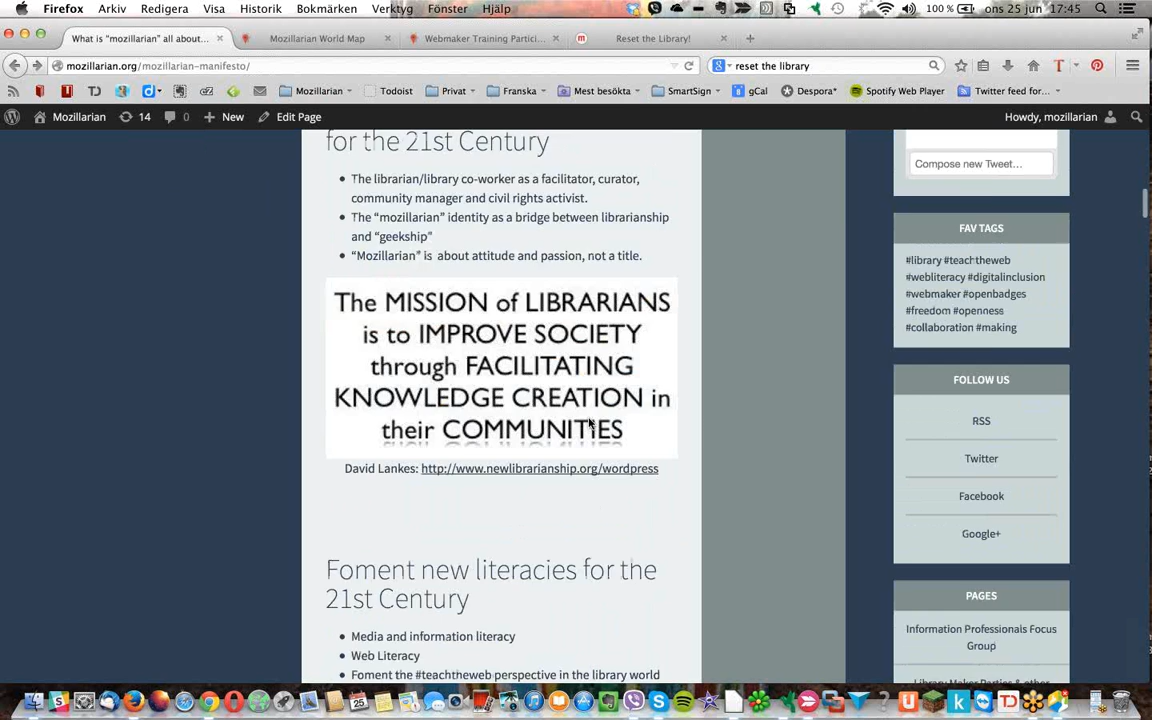 Firefox Arkiv Redigera Visa Historik Bokmärken Verktyg Fönster Hjälp 100 % ons 25 jun 17:45
What is “mozillarian” all about... Mozillarian World Map Webmaker Training Partici... Reset the Library!
mozillarian.org/mozillarian-manifesto/ reset the library
Mozillarian Todoist Privat Franska Mest besökta SmartSign gCal Despora* Spotify Web Player Twitter feed for...
Mozillarian 14 0 New Edit Page Howdy, mozillarian
for the 21st Century
The librarian/library co-worker as a facilitator, curator,
community manager and civil rights activist.
The “mozillarian” identity as a bridge between librarianship
and “geekship”
“Mozillarian” is about attitude and passion, not a title.
The MISSION of LIBRARIANS
is to IMPROVE SOCIETY
through FACILITATING
KNOWLEDGE CREATION in
their COMMUNITIES
David Lankes: http://www.newlibrarianship.org/wordpress
Foment new literacies for the
21st Century
Media and information literacy
Web Literacy
Foment the #teachtheweb perspective in the library world
Compose new Tweet...
FAV TAGS
#library #teachtheweb
#webliteracy #digitalinclusion
#webmaker #openbadges
#freedom #openness
#collaboration #making
FOLLOW US
RSS
Twitter
Facebook
Google+
PAGES
Information Professionals Focus
Group
Library Maker Parties & other